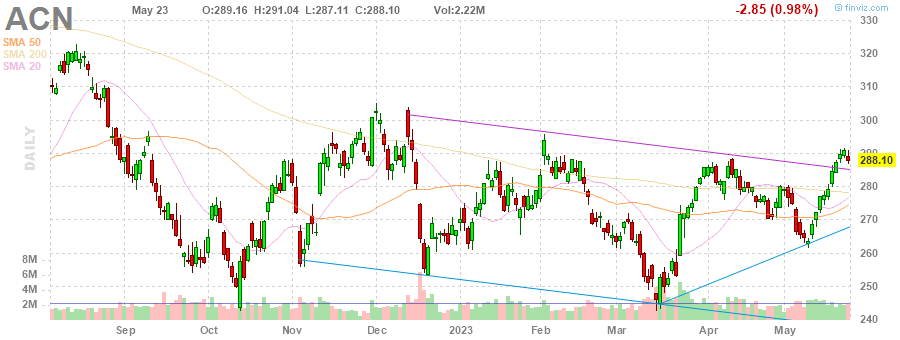 ACN May 23 O:289.16 H:291.04 L:287.11 C:288.10 Vol:2.22M -2.85 (0.98%) finviz.com
SMA 50
SMA 200
SMA 20
DAILY
330
320
310
300
290
288.10
280
270
260
250
240
8M
6M
4M
2M
Sep Oct Nov Dec 2023 Feb Mar Apr May